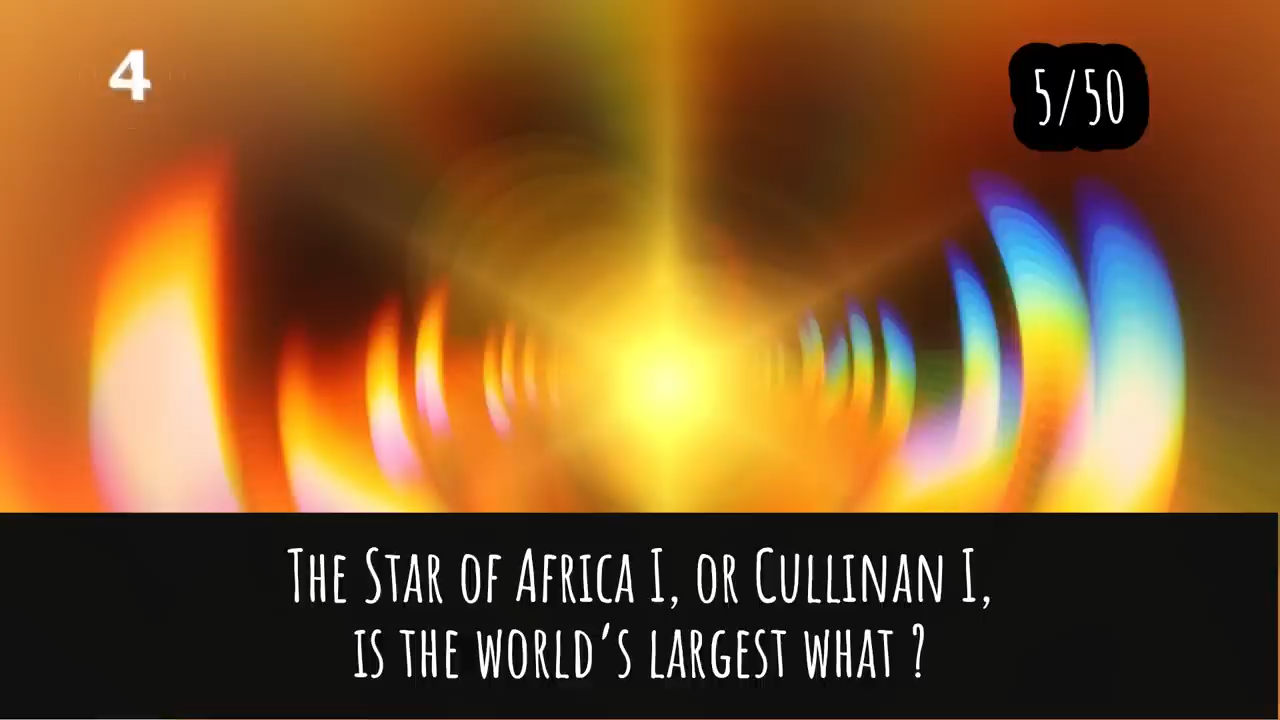 4
5/50
The Star of Africa I, or Cullinan I,
is the world's largest what ?